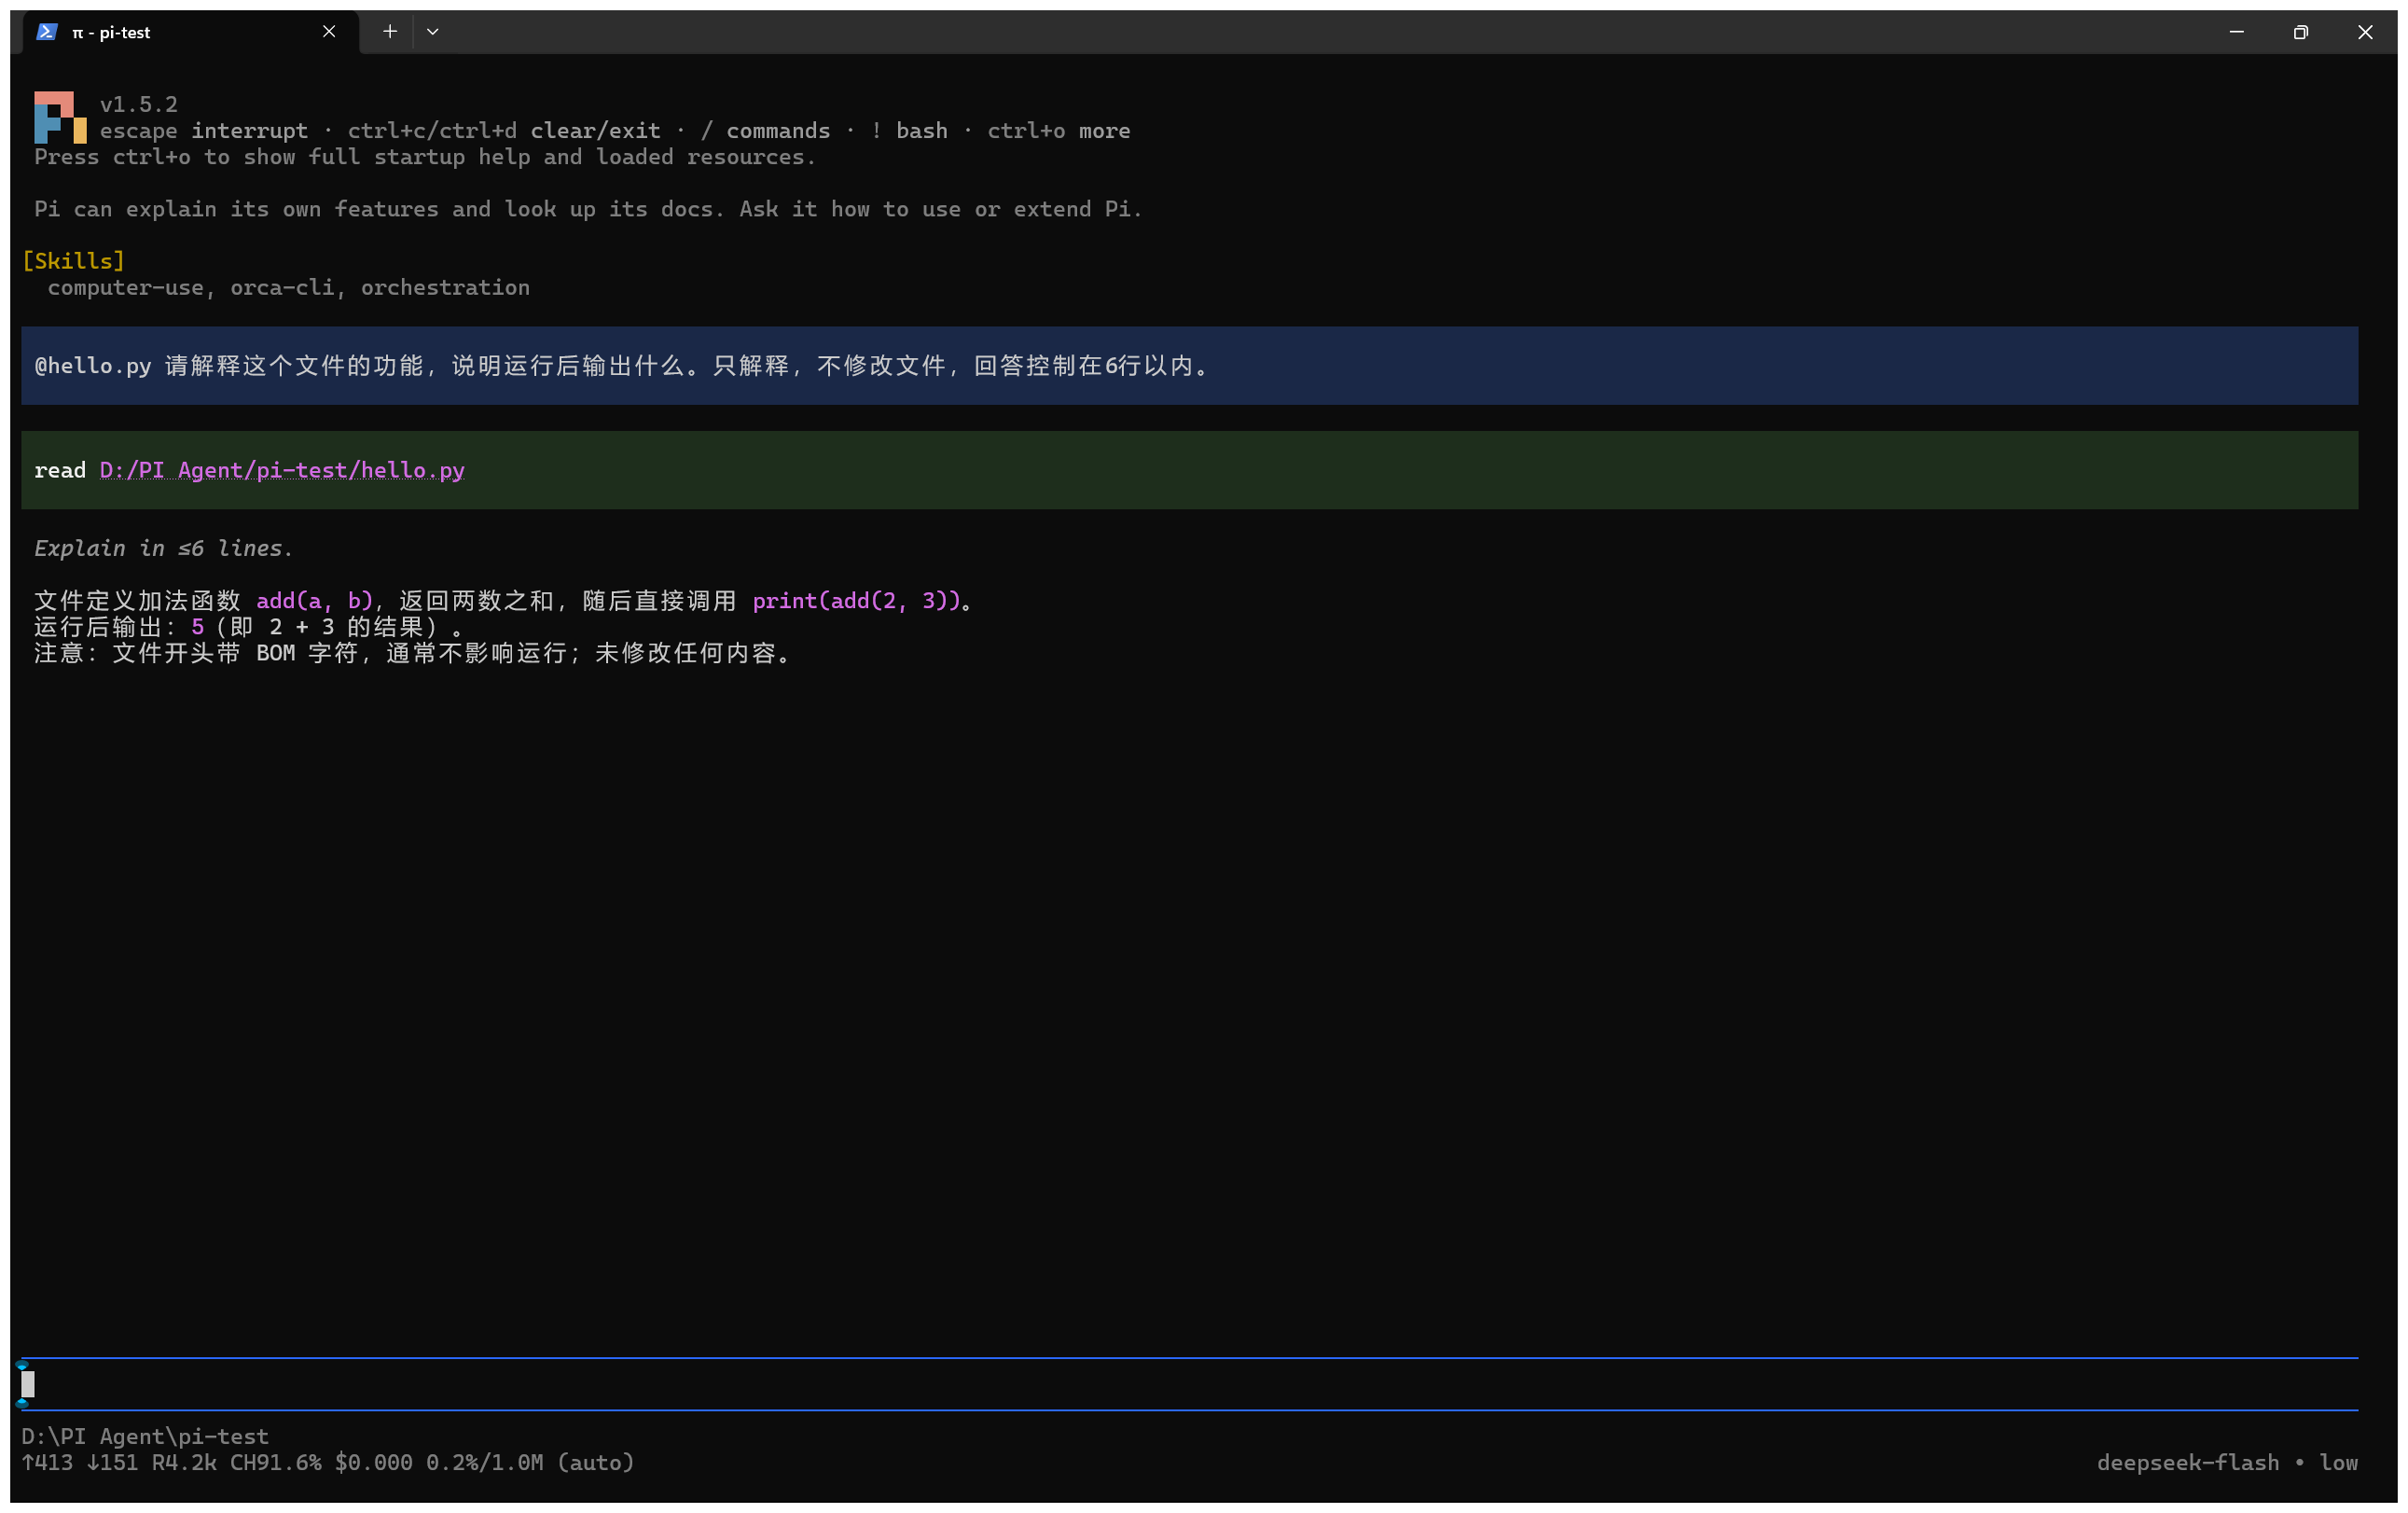 π - pi-test
v1.5.2
escape interrupt · ctrl+c/ctrl+d clear/exit · / commands · ! bash · ctrl+o more
Press ctrl+o to show full startup help and loaded resources.
Pi can explain its own features and look up its docs. Ask it how to use or extend Pi.
[Skills]
computer-use, orca-cli, orchestration
@hello.py 请解释这个文件的功能，说明运行后输出什么。只解释，不修改文件，回答控制在6行以内。
read D:/PI Agent/pi-test/hello.py
Explain in ≤6 lines.
文件定义加法函数 add(a, b)，返回两数之和，随后直接调用 print(add(2, 3))。
运行后输出：5（即 2 + 3 的结果）。
注意：文件开头带 BOM 字符，通常不影响运行；未修改任何内容。
D:\PI Agent\pi-test
↑413 ↓151 R4.2k CH91.6% $0.000 0.2%/1.0M (auto)
deepseek-flash • low